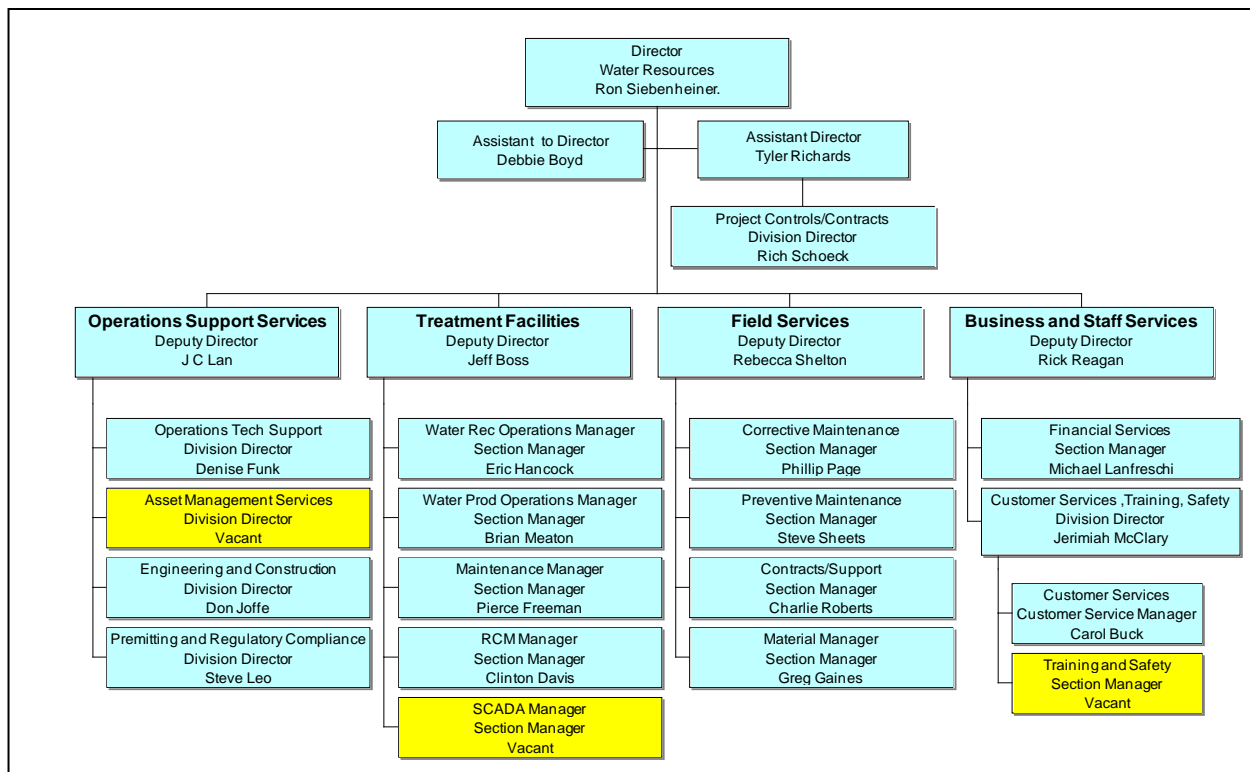 Director
Water Resources
Ron Siebenheiner.
Assistant to Director
Debbie Boyd
Assistant Director
Tyler Richards
Project Controls/Contracts
Division Director
Rich Schoeck
Operations Support Services
Deputy Director
J C Lan
Operations Tech Support
Division Director
Denise Funk
Asset Management Services
Division Director
Vacant
Engineering and Construction
Division Director
Don Joffe
Premitting and Regulatory Compliance
Division Director
Steve Leo
Treatment Facilities
Deputy Director
Jeff Boss
Water Rec Operations Manager
Section Manager
Eric Hancock
Water Prod Operations Manager
Section Manager
Brian Meaton
Maintenance Manager
Section Manager
Pierce Freeman
RCM Manager
Section Manager
Clinton Davis
SCADA Manager
Section Manager
Vacant
Field Services
Deputy Director
Rebecca Shelton
Corrective Maintenance
Section Manager
Phillip Page
Preventive Maintenance
Section Manager
Steve Sheets
Contracts/Support
Section Manager
Charlie Roberts
Material Manager
Section Manager
Greg Gaines
Business and Staff Services
Deputy Director
Rick Reagan
Financial Services
Section Manager
Michael Lanfreschi
Customer Services ,Training, Safety
Division Director
Jerimiah McClary
Customer Services
Customer Service Manager
Carol Buck
Training and Safety
Section Manager
Vacant